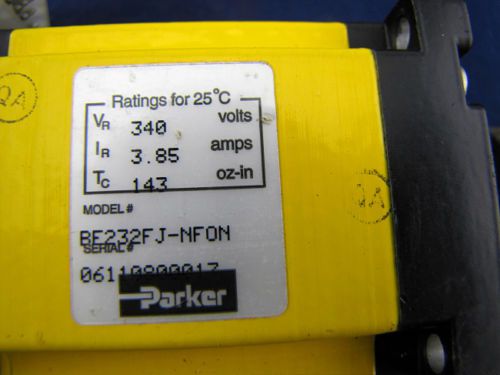 Ratings for 25°C
VR 340 volts
IR 3.85 amps
TC 143 oz-in
MODEL #
BE232FJ-NFON
SERIAL #
06110800017
Parker
QA
QA